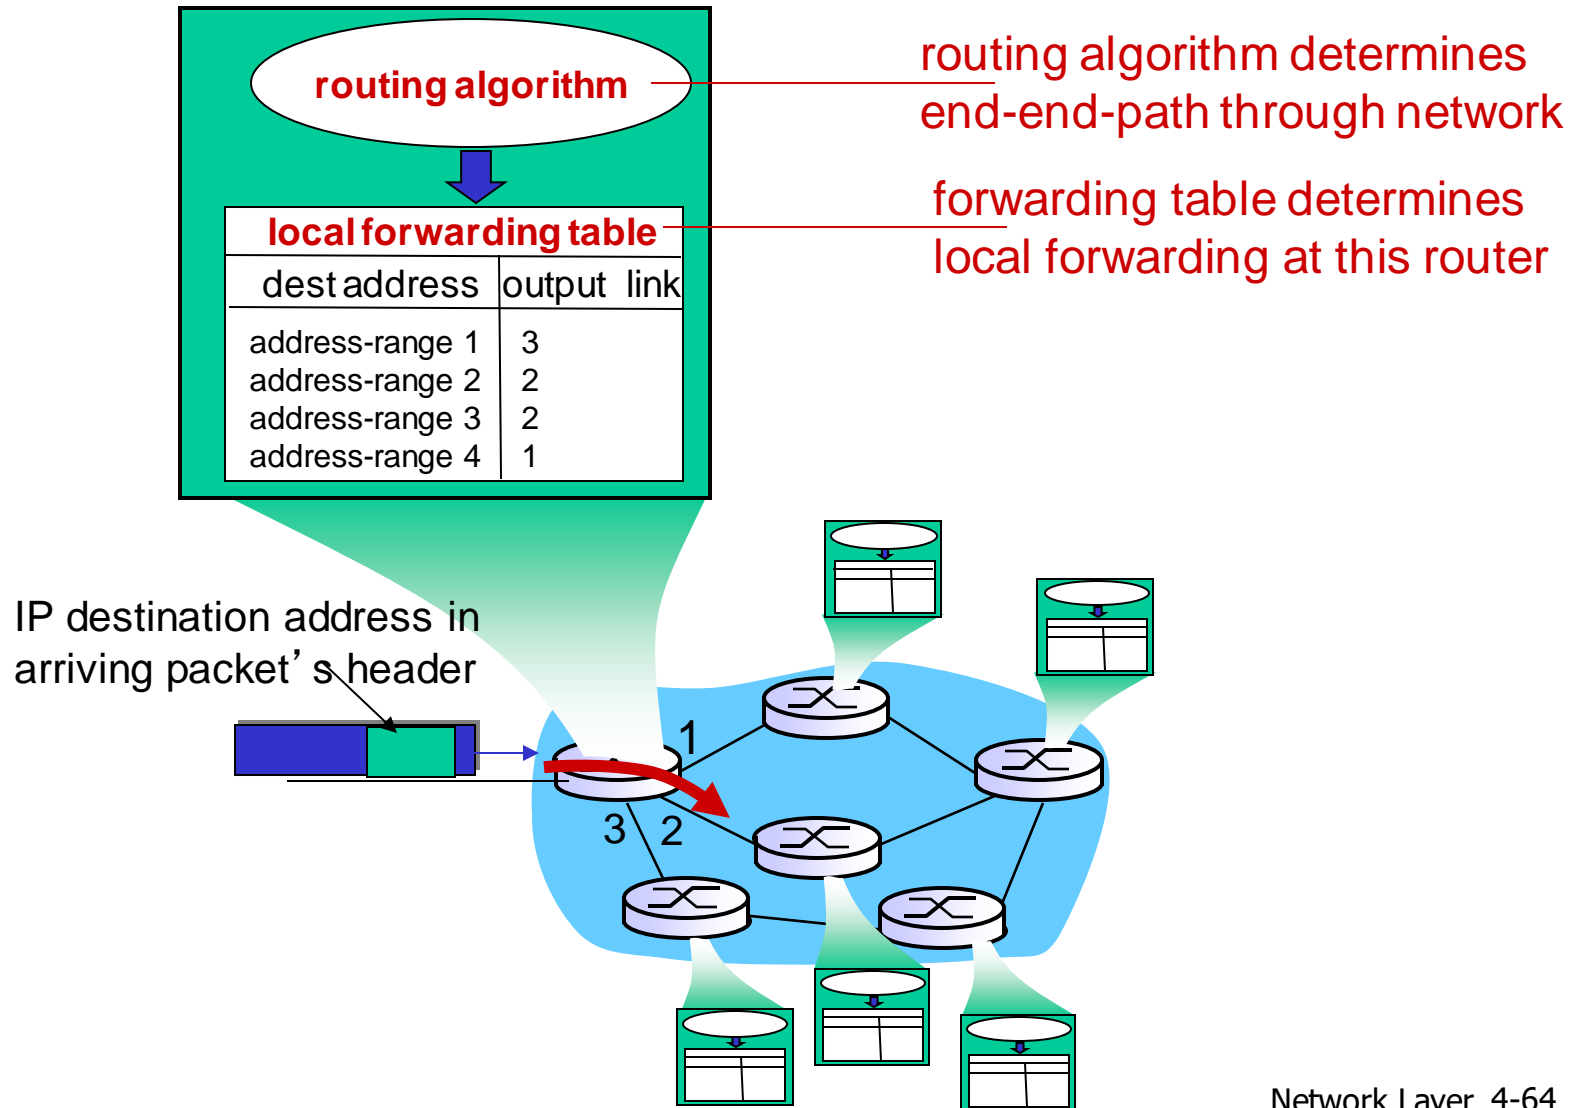 routing algorithm
routing algorithm determines
end-end-path through network
forwarding table determines
local forwarding at this router
local forwarding table
dest address output link
address-range 1 3
address-range 2 2
address-range 3 2
address-range 4 1
IP destination address in
arriving packet’s header
1
3 2
Network Layer 4-64